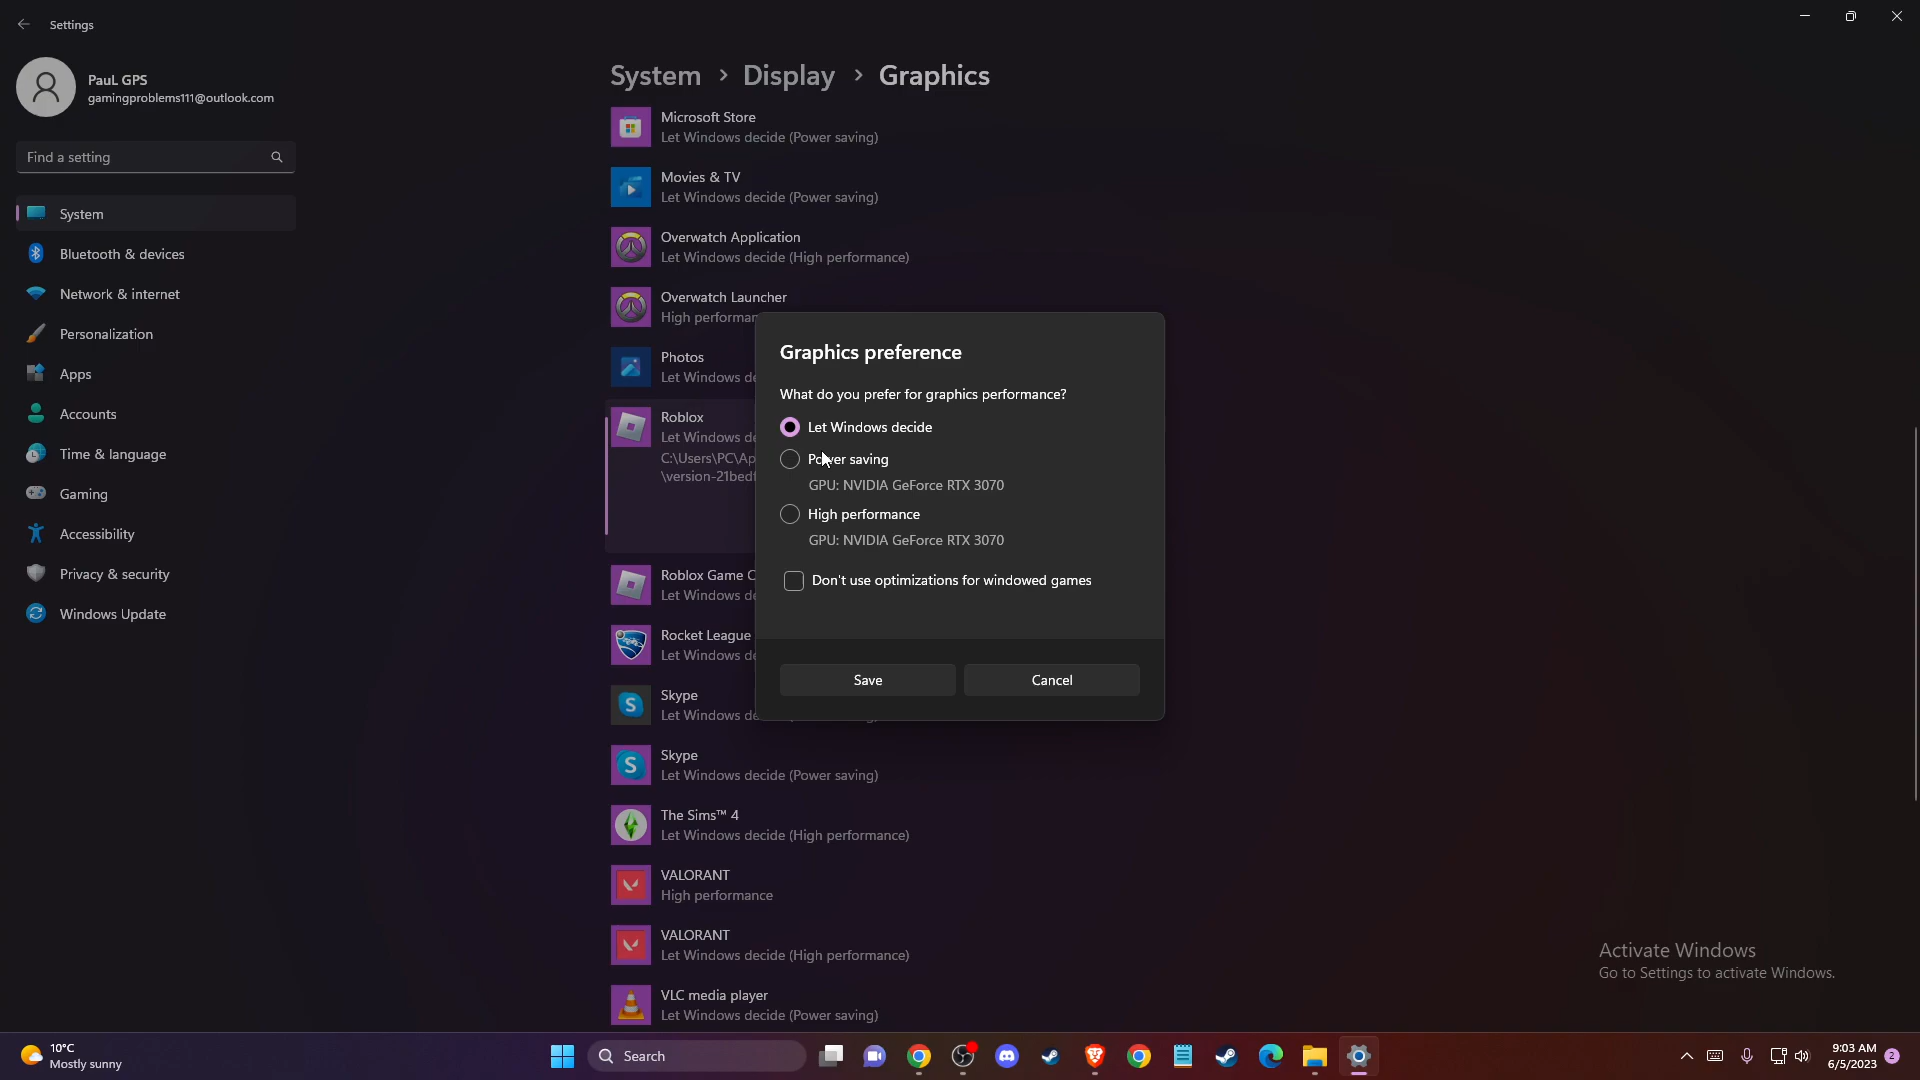 Settings
PauL GPS
gamingproblems111@outlook.com
Find a setting
System
Bluetooth & devices
Network & internet
Personalization
Apps
Accounts
Time & language
Gaming
Accessibility
Privacy & security
Windows Update
System > Display > Graphics
Microsoft Store
Let Windows decide (Power saving)
Movies & TV
Let Windows decide (Power saving)
Overwatch Application
Let Windows decide (High performance)
Overwatch Launcher
High performan
Photos
Let Windows de
Roblox
Let Windows de
C:\Users\PC\Ap
\version-21bedf
Roblox Game C
Let Windows de
Rocket League
Let Windows de
Skype
Let Windows de
Skype
Let Windows decide (Power saving)
The Sims™ 4
Let Windows decide (High performance)
VALORANT
High performance
VALORANT
Let Windows decide (High performance)
VLC media player
Let Windows decide (Power saving)
Graphics preference
What do you prefer for graphics performance?
Let Windows decide
Power saving
GPU: NVIDIA GeForce RTX 3070
High performance
GPU: NVIDIA GeForce RTX 3070
Don't use optimizations for windowed games
Save
Cancel
Activate Windows
Go to Settings to activate Windows.
10°C
Mostly sunny
Search
9:03 AM
6/5/2023
2